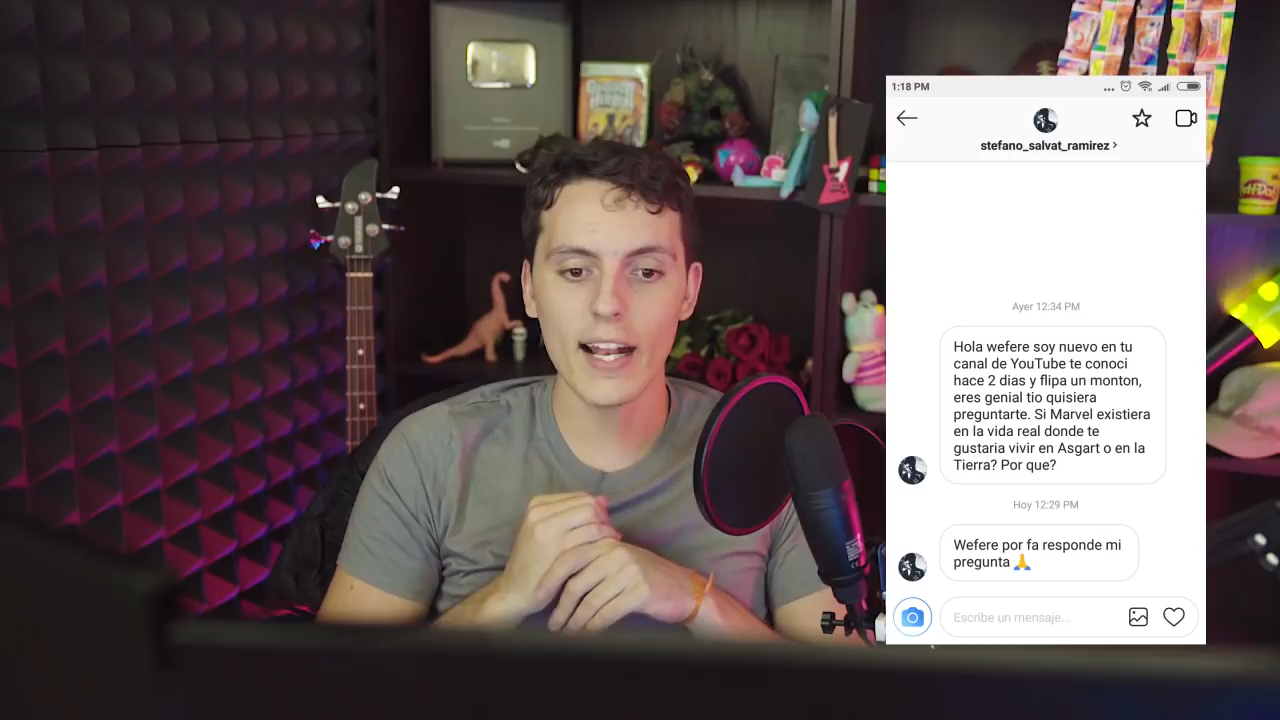 1:18 PM
stefano_salvat_ramirez
Ayer 12:34 PM
Hola wefere soy nuevo en tu
canal de YouTube te conoci
hace 2 dias y flipa un monton,
eres genial tio quisiera
preguntarte. Si Marvel existiera
en la vida real donde te
gustaria vivir en Asgart o en la
Tierra? Por que?
Hoy 12:29 PM
Wefere por fa responde mi
pregunta 🙏
Escribe un mensaje...